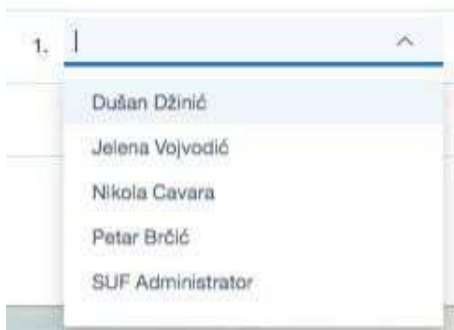 1.
Dušan Džinić
Jelena Vojvodić
Nikola Cavara
Petar Brčić
SUF Administrator